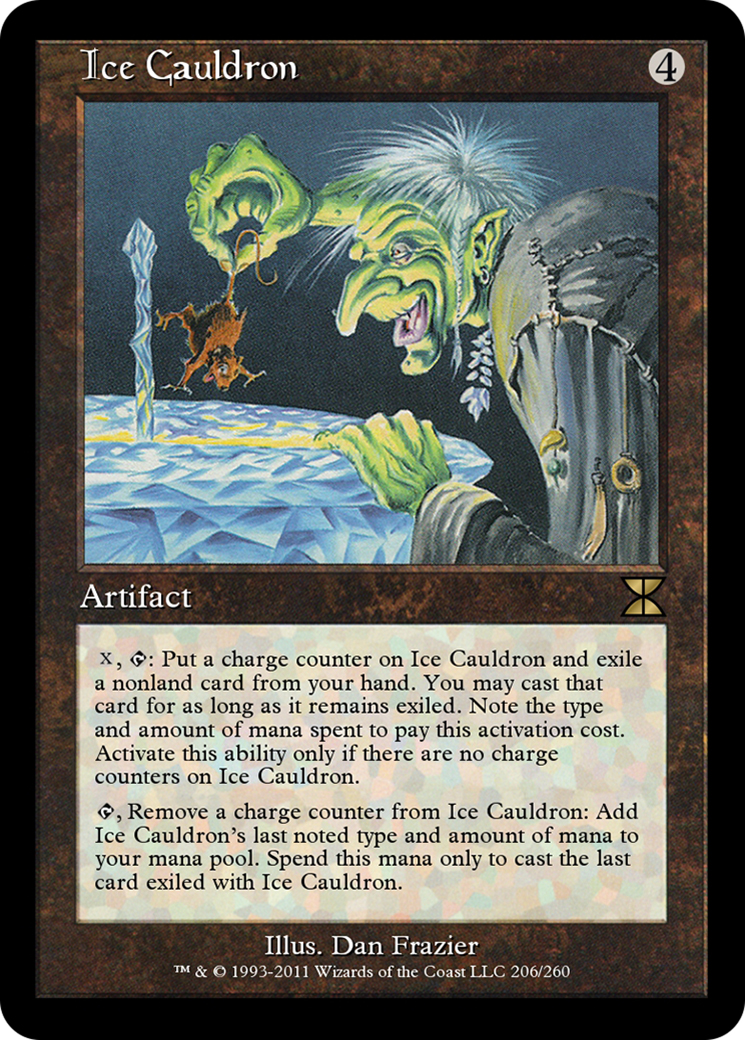 Ice Cauldron
4
Artifact
X, T: Put a charge counter on Ice Cauldron and exile
a nonland card from your hand. You may cast that
card for as long as it remains exiled. Note the type
and amount of mana spent to pay this activation cost.
Activate this ability only if there are no charge
counters on Ice Cauldron.
T, Remove a charge counter from Ice Cauldron: Add
Ice Cauldron's last noted type and amount of mana to
your mana pool. Spend this mana only to cast the last
card exiled with Ice Cauldron.
Illus. Dan Frazier
™ & © 1993-2011 Wizards of the Coast LLC 206/260